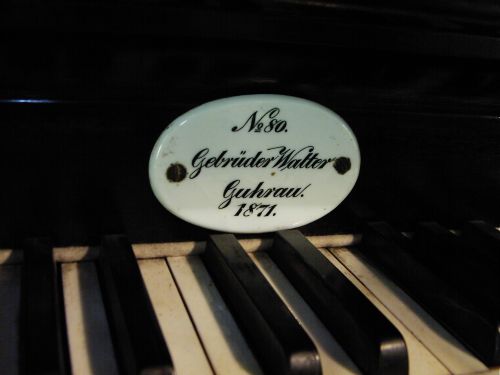 No 80.
Gebrüder Walter
Guhrau.
1871.